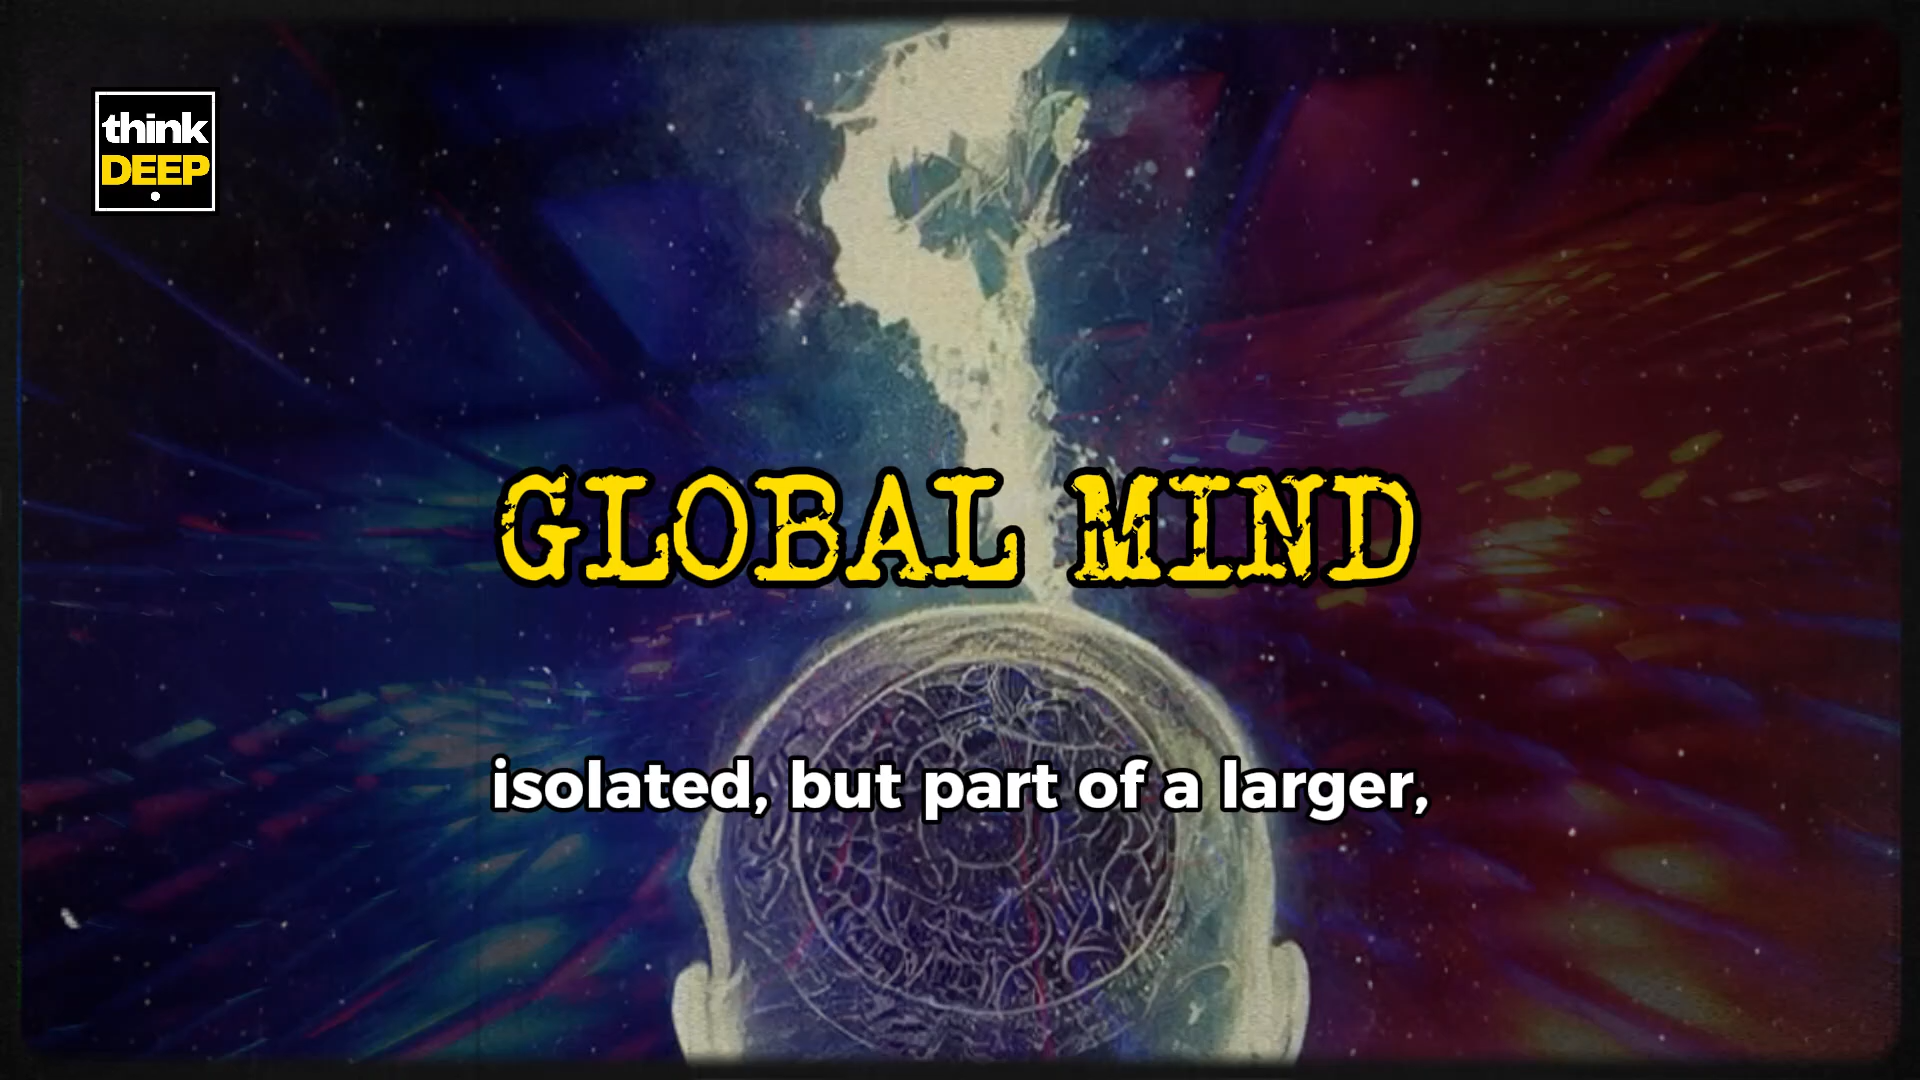 think
DEEP
GLOBAL MIND
isolated, but part of a larger,